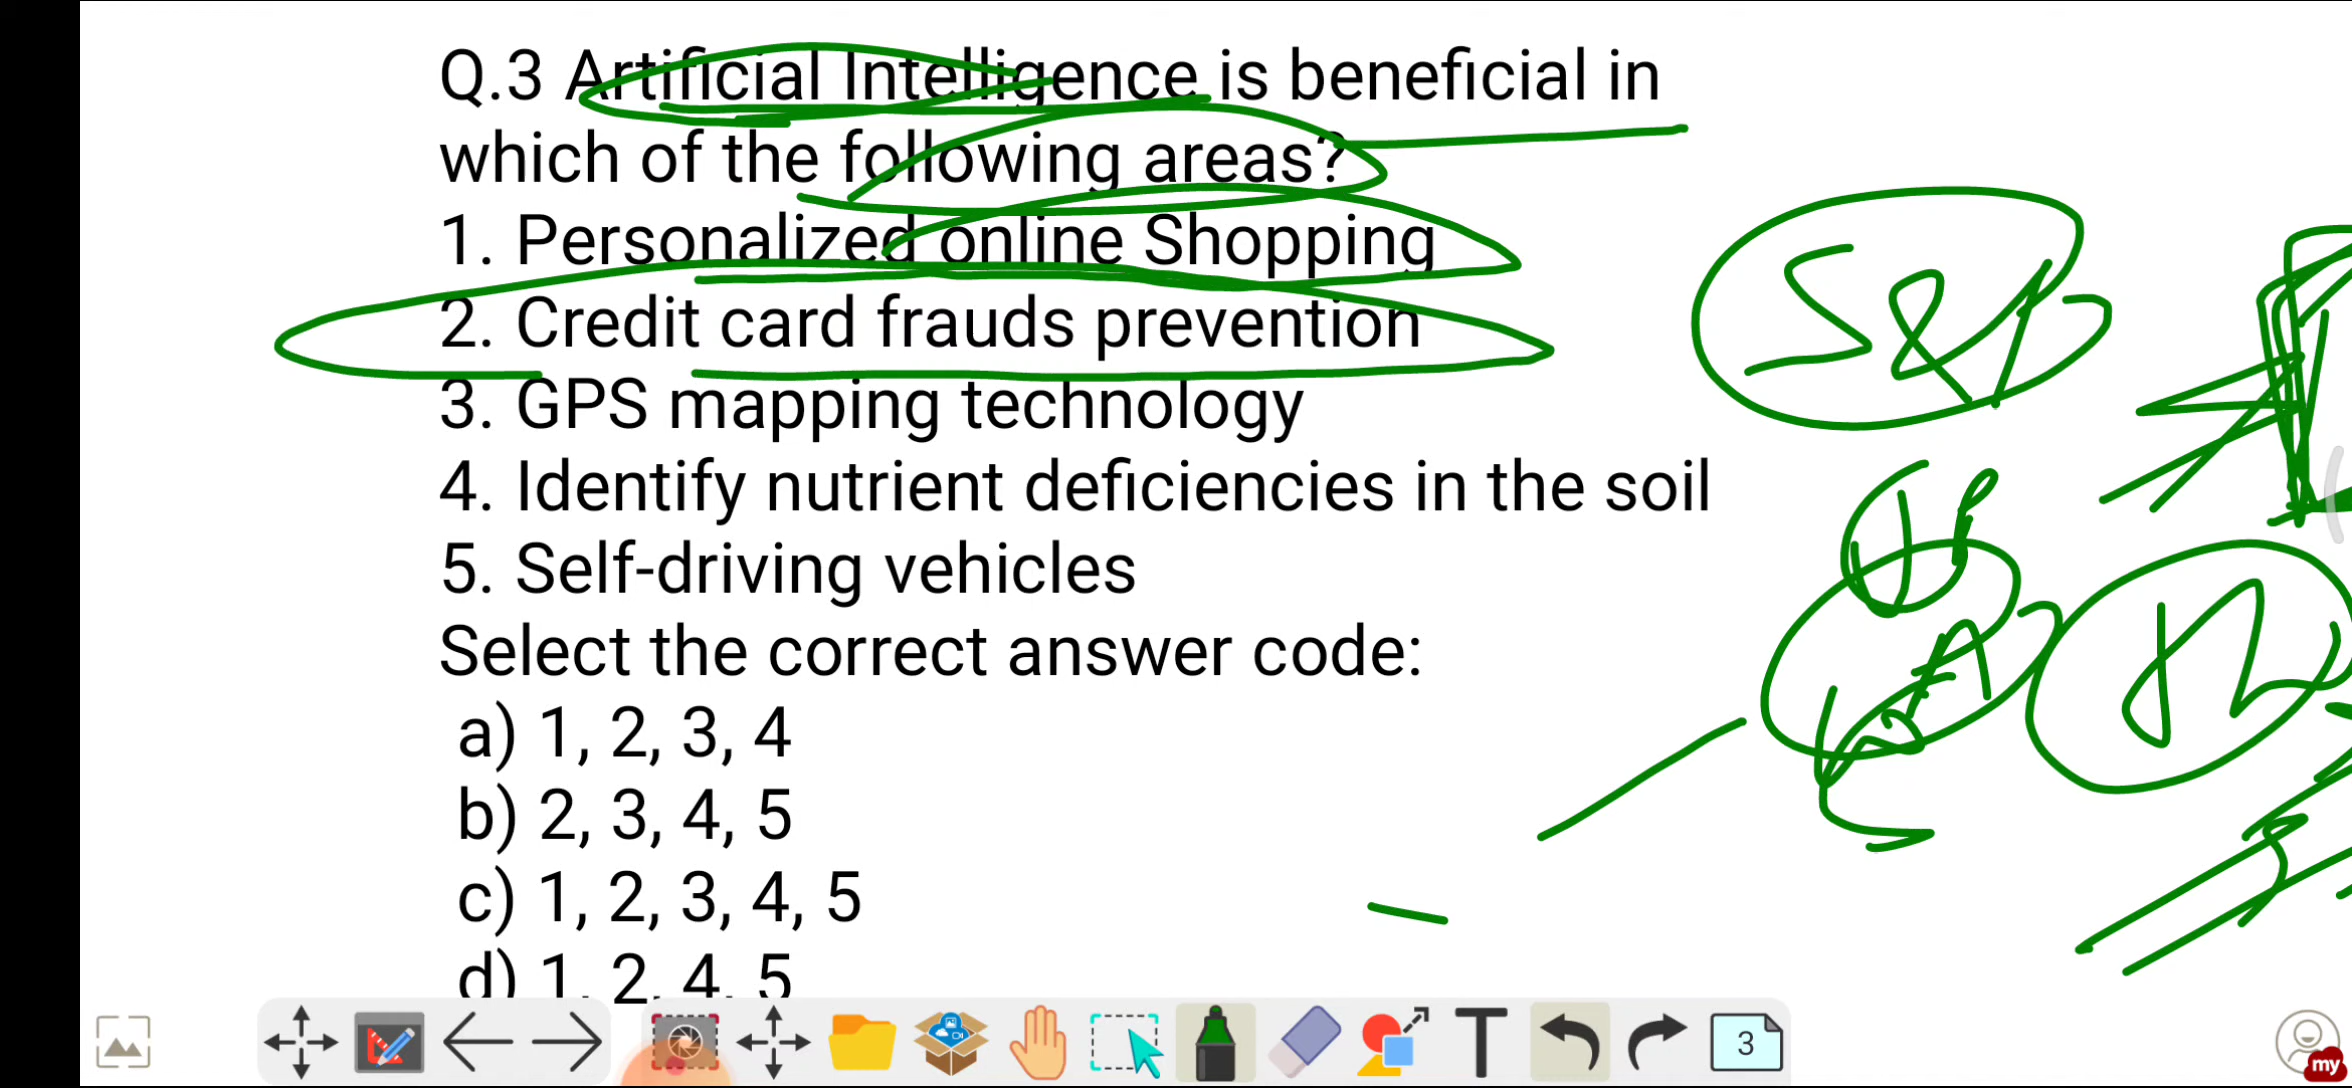 Q.3 Artificial Intelligence is beneficial in
which of the following areas?
1. Personalized online Shopping
2. Credit card frauds prevention
3. GPS mapping technology
4. Identify nutrient deficiencies in the soil
5. Self-driving vehicles
Select the correct answer code:
a) 1, 2, 3, 4
b) 2, 3, 4, 5
c) 1, 2, 3, 4, 5
d) 1, 2, 4, 5
T
3
my